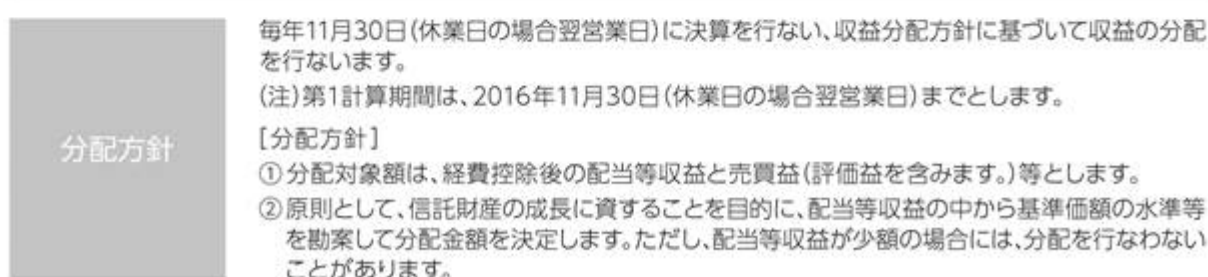 分配方針
毎年11月30日(休業日の場合翌営業日)に決算を行ない、収益分配方針に基づいて収益の分配
を行ないます。
(注)第1計算期間は、2016年11月30日(休業日の場合翌営業日)までとします。
[分配方針]
①分配対象額は、経費控除後の配当等収益と売買益(評価益を含みます。)等とします。
②原則として、信託財産の成長に資することを目的に、配当等収益の中から基準価額の水準等
を勘案して分配金額を決定します。ただし、配当等収益が少額の場合には、分配を行なわない
ことがあります。